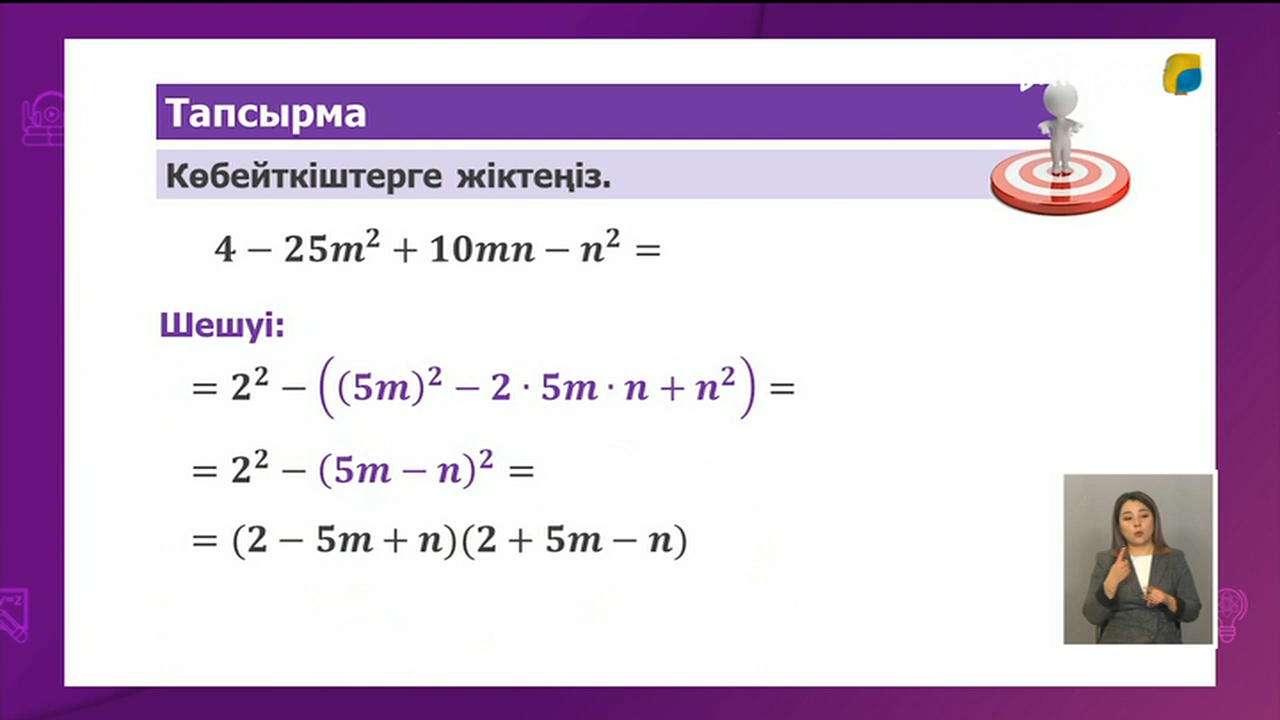 Тапсырма
Көбейткіштерге жіктеңіз.
4 − 25m² + 10mn − n² =
Шешуі:
= 2² − ((5m)² − 2 · 5m · n + n²) =
= 2² − (5m − n)² =
= (2 − 5m + n)(2 + 5m − n)